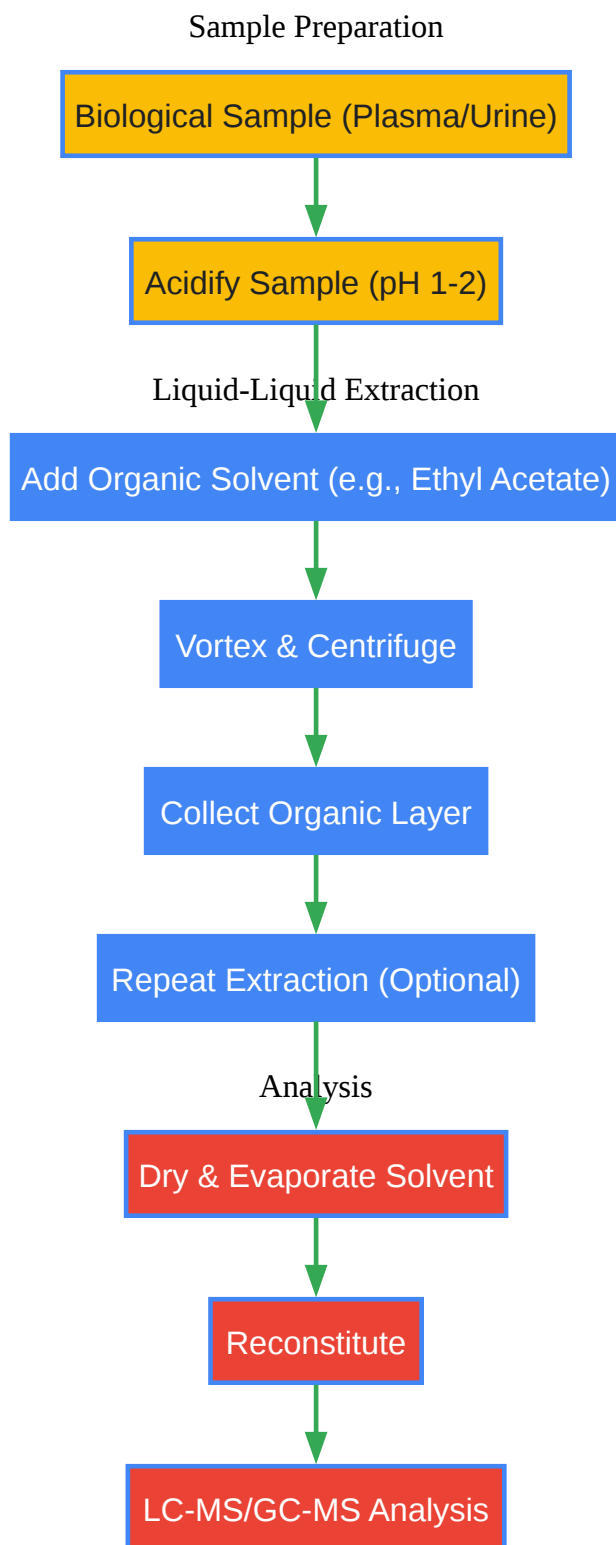 Sample Preparation
Biological Sample (Plasma/Urine)
Acidify Sample (pH 1-2)
Liquid-Liquid Extraction
Add Organic Solvent (e.g., Ethyl Acetate)
Vortex & Centrifuge
Collect Organic Layer
Repeat Extraction (Optional)
Analysis
Dry & Evaporate Solvent
Reconstitute
LC-MS/GC-MS Analysis